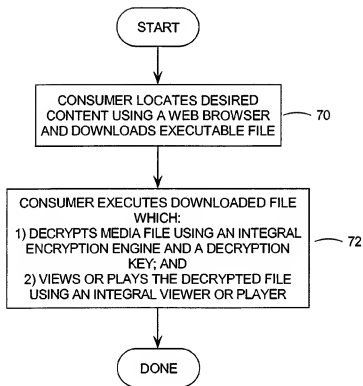 START
CONSUMER LOCATES DESIRED
CONTENT USING A WEB BROWSER
AND DOWNLOADS EXECUTABLE FILE
70
CONSUMER EXECUTES DOWNLOADED FILE
WHICH:
1) DECRYPTS MEDIA FILE USING AN INTEGRAL
ENCRYPTION ENGINE AND A DECRYPTION
KEY; AND
2) VIEWS OR PLAYS THE DECRYPTED FILE
USING AN INTEGRAL VIEWER OR PLAYER
72
DONE